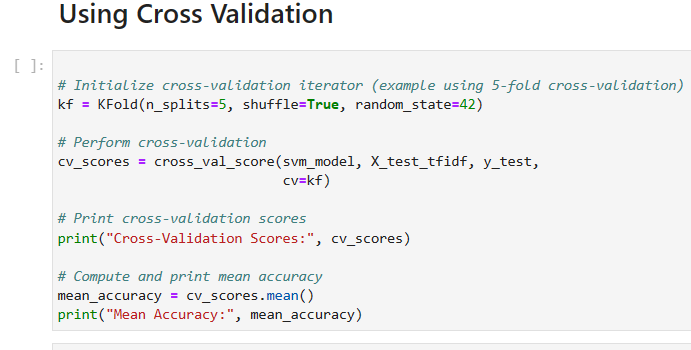 Using Cross Validation
[ ]:
# Initialize cross-validation iterator (example using 5-fold cross-validation)
kf = KFold(n_splits=5, shuffle=True, random_state=42)
# Perform cross-validation
cv_scores = cross_val_score(svm_model, X_test_tfidf, y_test,
cv=kf)
# Print cross-validation scores
print("Cross-Validation Scores:", cv_scores)
# Compute and print mean accuracy
mean_accuracy = cv_scores.mean()
print("Mean Accuracy:", mean_accuracy)